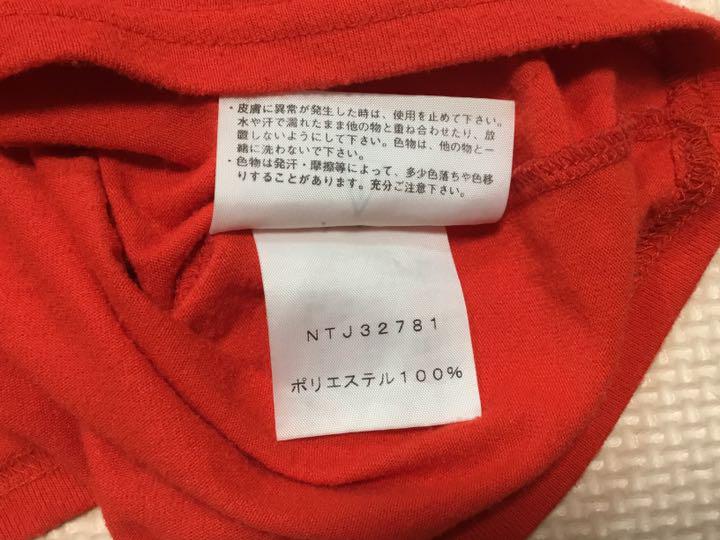 ・皮膚に異常が発生した時は、使用を止めて下さい。
水や汗で濡れたまま他の物と重ね合わせたり、放
置しないようにして下さい。色物は、他の物と一
緒に洗わないで下さい。
・色物は発汗・摩擦等によって、多少色落ちや色移
りすることがあります。充分ご注意下さい。
NTJ32781
ポリエステル100%